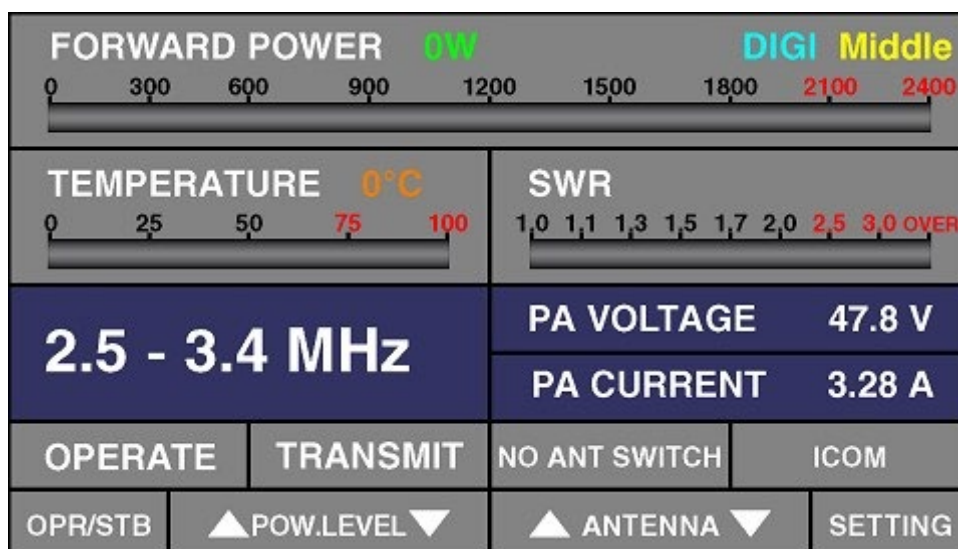 FORWARD POWER 0W DIGI Middle
0 300 600 900 1200 1500 1800 2100 2400
TEMPERATURE 0°C
0 25 50 75 100
SWR
1,0 1,1 1,3 1,5 1,7 2,0 2,5 3,0 OVER
2.5 - 3.4 MHz
PA VOLTAGE 47.8 V
PA CURRENT 3.28 A
OPERATE TRANSMIT NO ANT SWITCH ICOM
OPR/STB ▲POW.LEVEL▼ ▲ ANTENNA ▼ SETTING